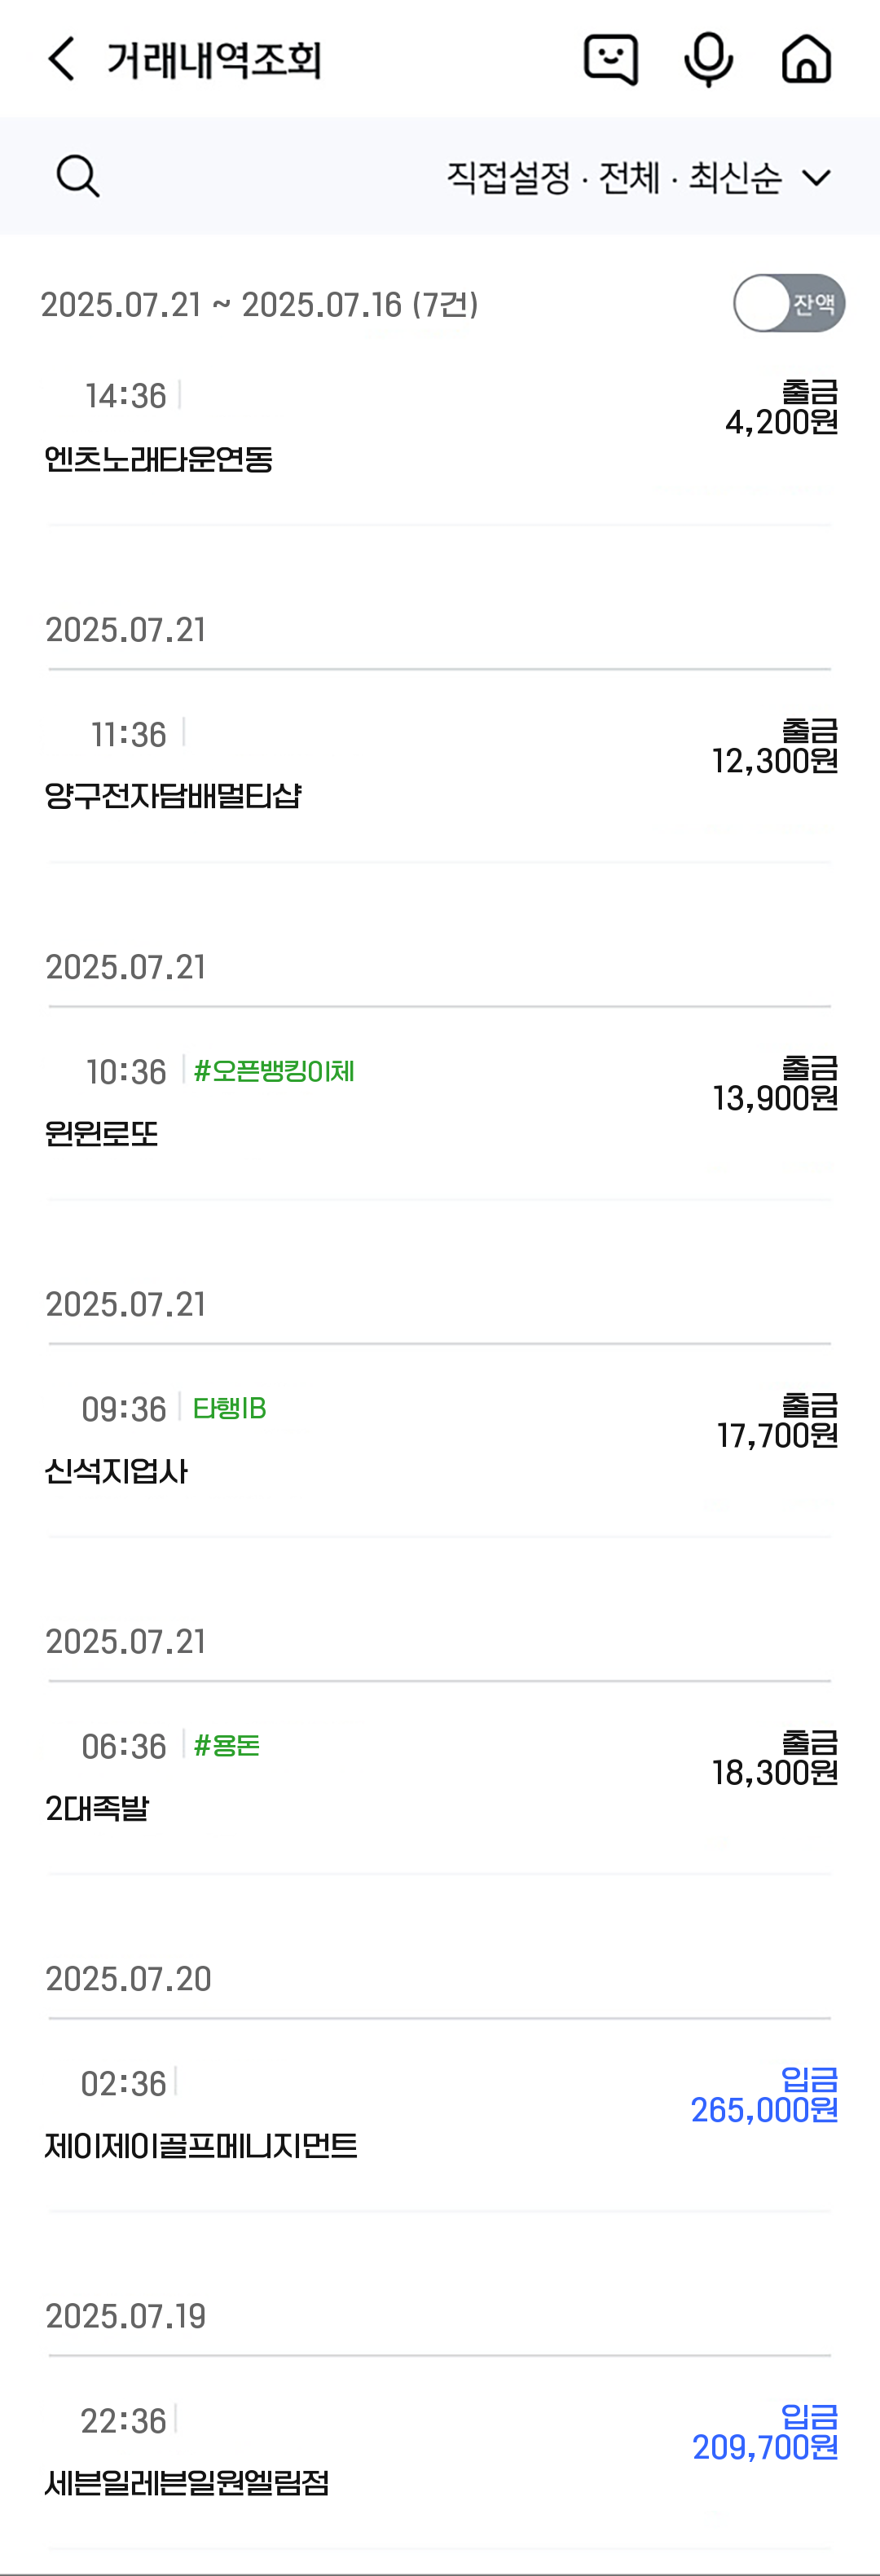 거래내역조회
직접설정 · 전체 · 최신순
2025.07.21 ~ 2025.07.16 (7건)
잔액
14:36
출금
4,200원
엔츠노래타운연동
2025.07.21
11:36
출금
12,300원
양구전자담배멀티샵
2025.07.21
10:36 #오픈뱅킹이체
출금
13,900원
윈윈로또
2025.07.21
09:36 타행IB
출금
17,700원
신석지업사
2025.07.21
06:36 #용돈
출금
18,300원
2대족발
2025.07.20
02:36
입금
265,000원
제이제이골프메니지먼트
2025.07.19
22:36
입금
209,700원
세븐일레븐일원엘림점